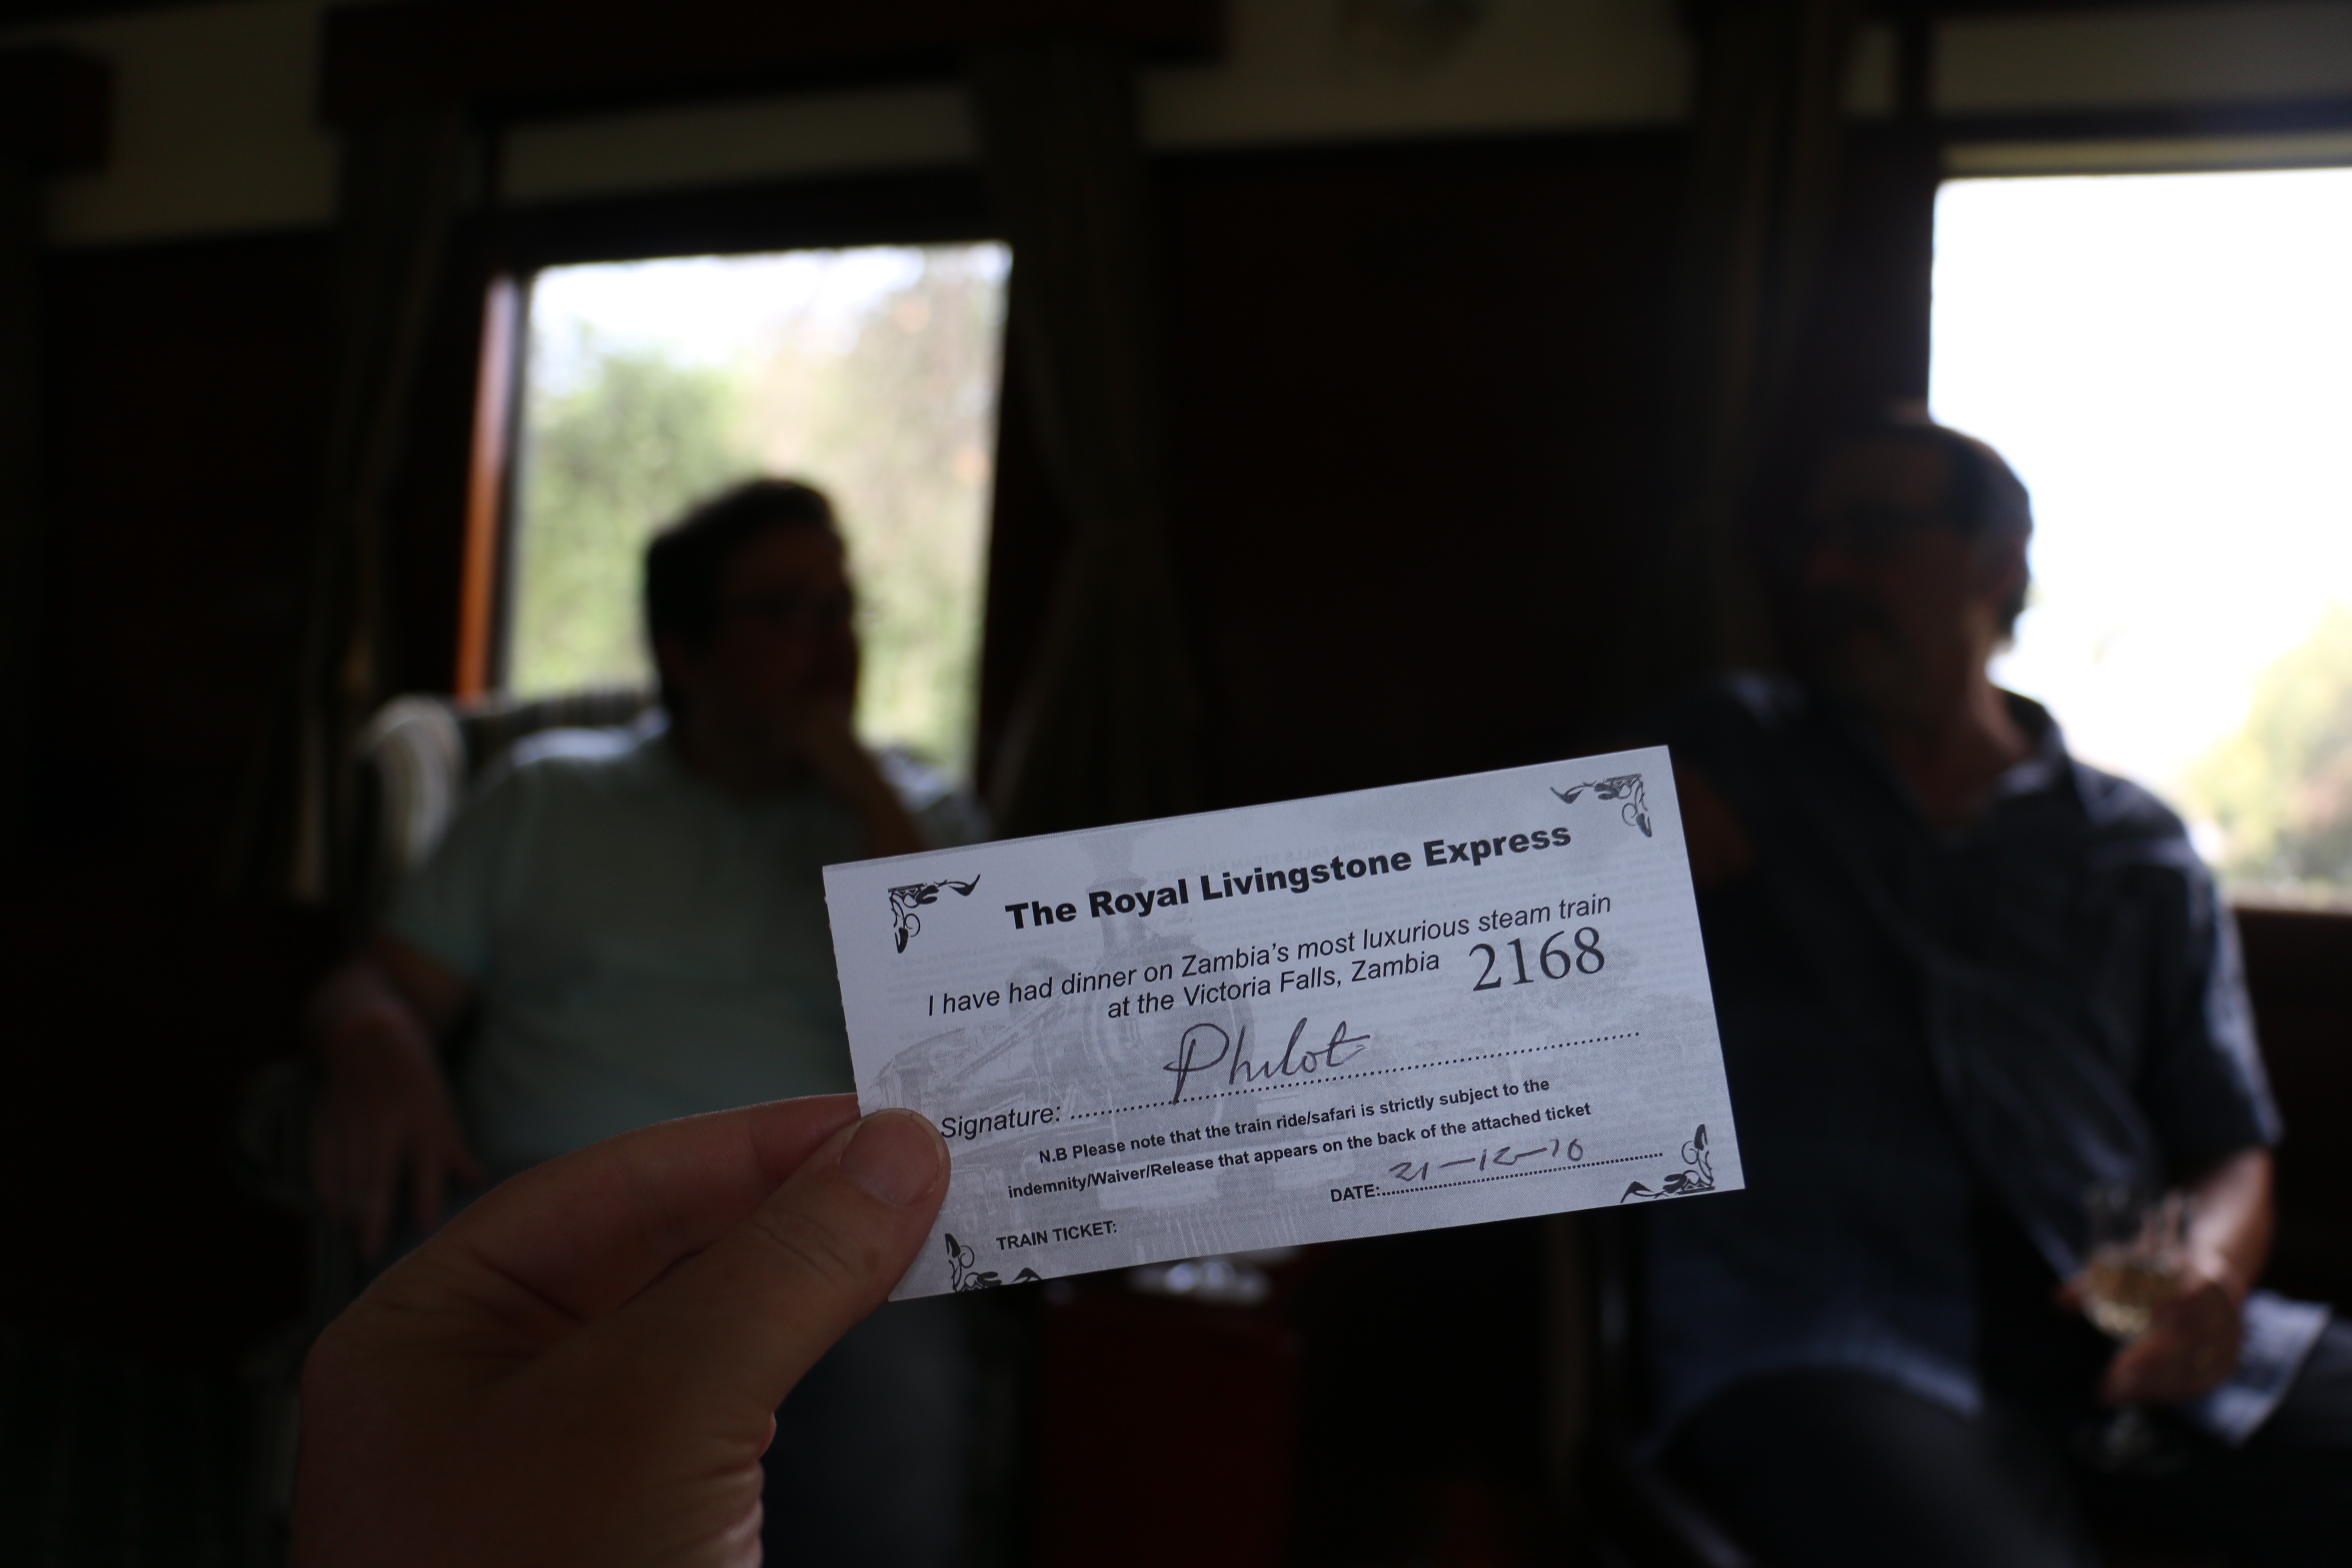 The Royal Livingstone Express
I have had dinner on Zambia's most luxurious steam train
at the Victoria Falls, Zambia 2168
Signature: Philot
N.B Please note that the train ride/safari is strictly subject to the
indemnity/Waiver/Release that appears on the back of the attached ticket
DATE: 21-12-16
TRAIN TICKET: